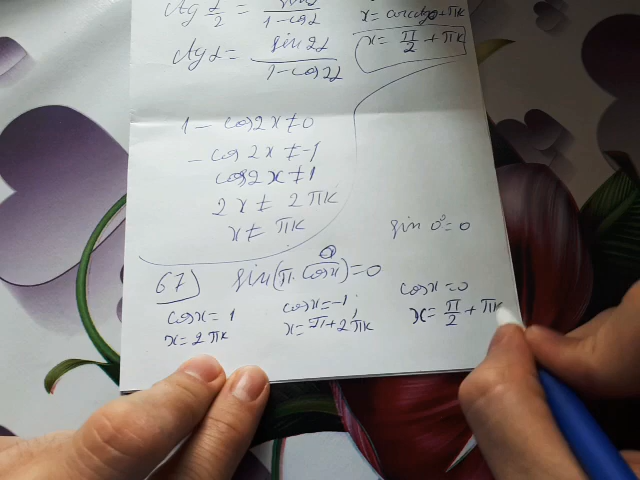 ctg α/2 = sin α / 1 - cos α
x = arcctg 0 + πk
ctg α = sin 2α / 1 - cos 2α
x = π/2 + πk
1 - cos 2x ≠ 0
- cos 2x ≠ -1
cos 2x ≠ 1
2x ≠ 2πk
x ≠ πk
sin 0° = 0
67) sin(π · cos x) = 0
cos x = 1
x = 2πk
cos x = -1
x = π + 2πk
cos x = 0
x = π/2 + πk